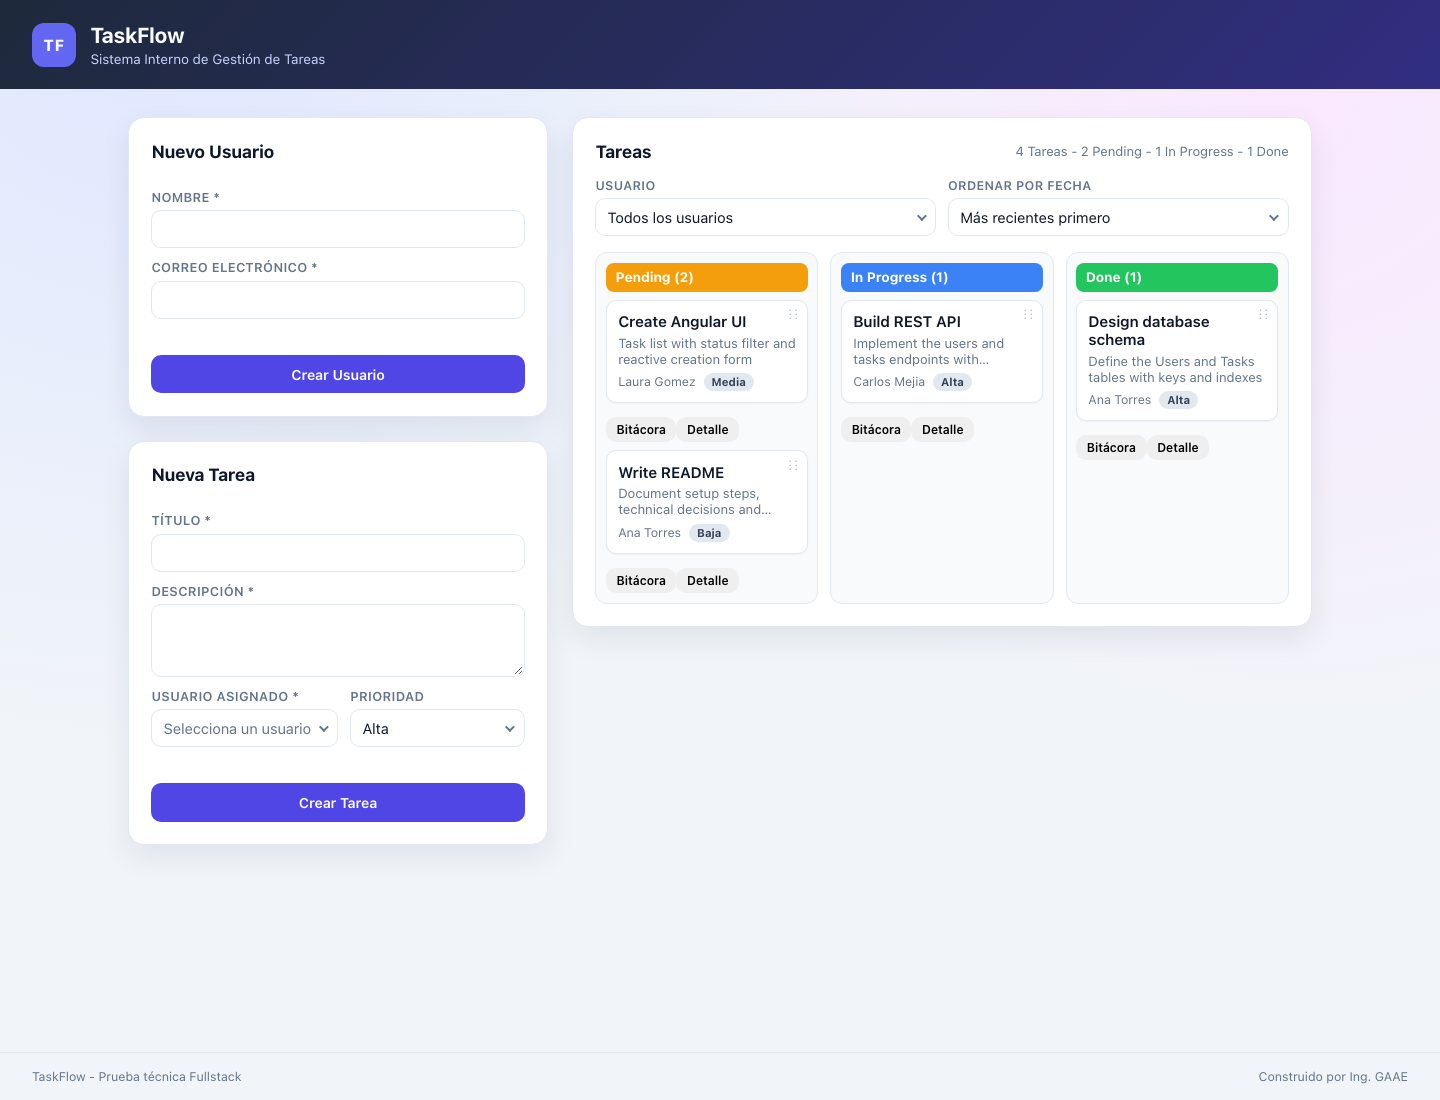 TF
TaskFlow
Sistema Interno de Gestión de Tareas
Nuevo Usuario
NOMBRE *
CORREO ELECTRÓNICO *
Crear Usuario
Nueva Tarea
TÍTULO *
DESCRIPCIÓN *
USUARIO ASIGNADO *
PRIORIDAD
Selecciona un usuario
Alta
Crear Tarea
Tareas
4 Tareas - 2 Pending - 1 In Progress - 1 Done
USUARIO
ORDENAR POR FECHA
Todos los usuarios
Más recientes primero
Pending (2)
Create Angular UI
Task list with status filter and
reactive creation form
Laura Gomez
Media
Bitácora
Detalle
Write README
Document setup steps,
technical decisions and...
Ana Torres
Baja
Bitácora
Detalle
In Progress (1)
Build REST API
Implement the users and
tasks endpoints with...
Carlos Mejia
Alta
Bitácora
Detalle
Done (1)
Design database
schema
Define the Users and Tasks
tables with keys and indexes
Ana Torres
Alta
Bitácora
Detalle
TaskFlow - Prueba técnica Fullstack
Construido por Ing. GAAE